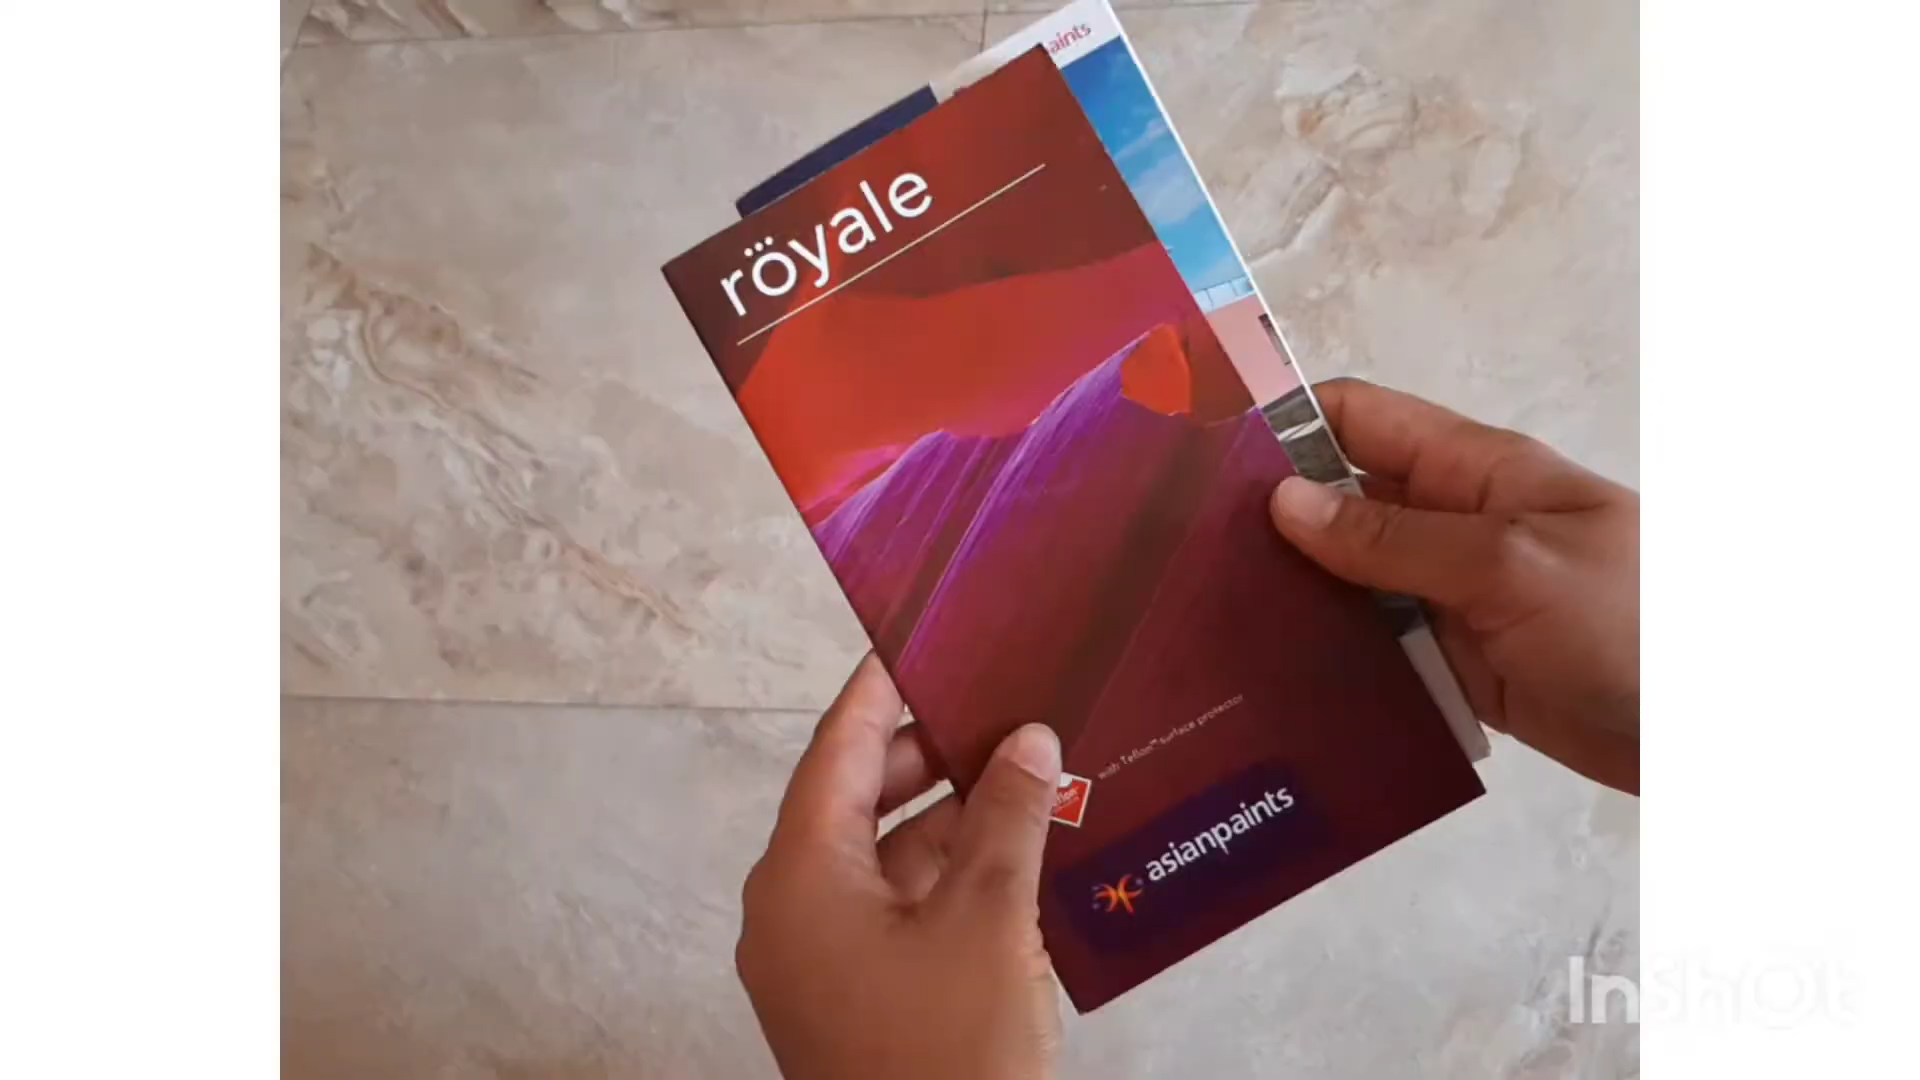 aints
röyale
with Teflon™ surface protector
asianpaints
InShot